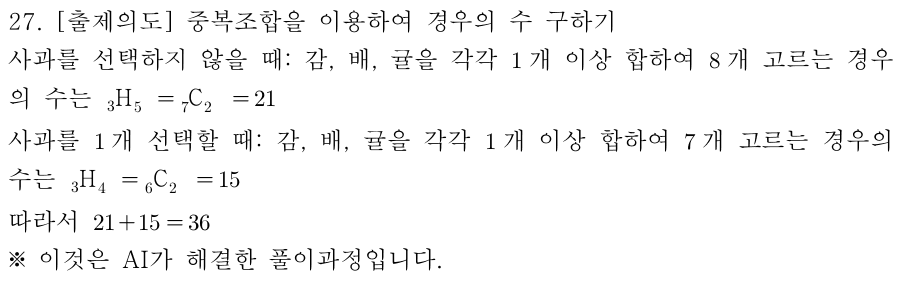 27. [출제의도] 중복조합을 이용하여 경우의 수 구하기
사과를 선택하지 않을 때: 감, 배, 귤을 각각 1개 이상 합하여 8개 고르는 경우
의 수는 ₃H₅ = ₇C₂ = 21
사과를 1개 선택할 때: 감, 배, 귤을 각각 1개 이상 합하여 7개 고르는 경우의
수는 ₃H₄ = ₆C₂ = 15
따라서 21+15=36
※ 이것은 AI가 해결한 풀이과정입니다.